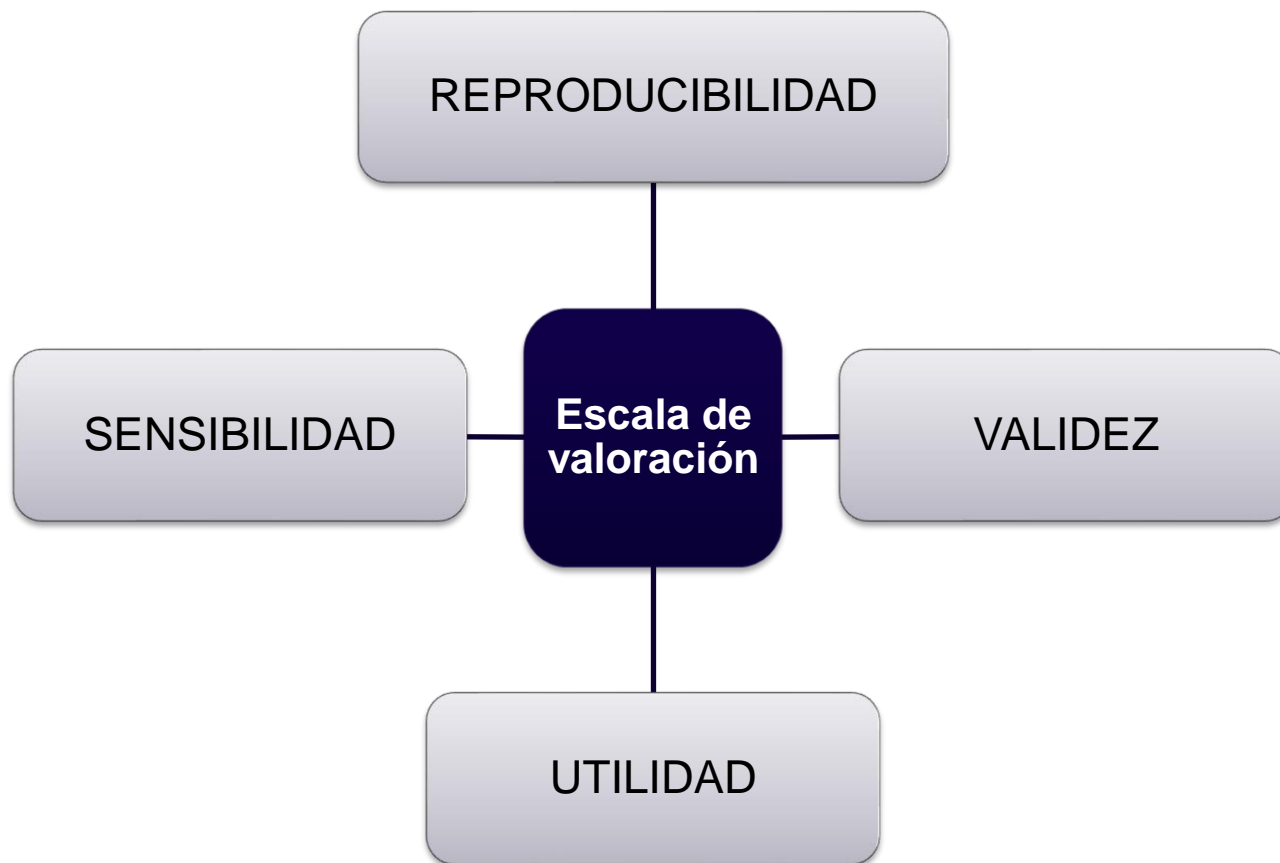 REPRODUCIBILIDAD
SENSIBILIDAD
Escala de
valoración
VALIDEZ
UTILIDAD